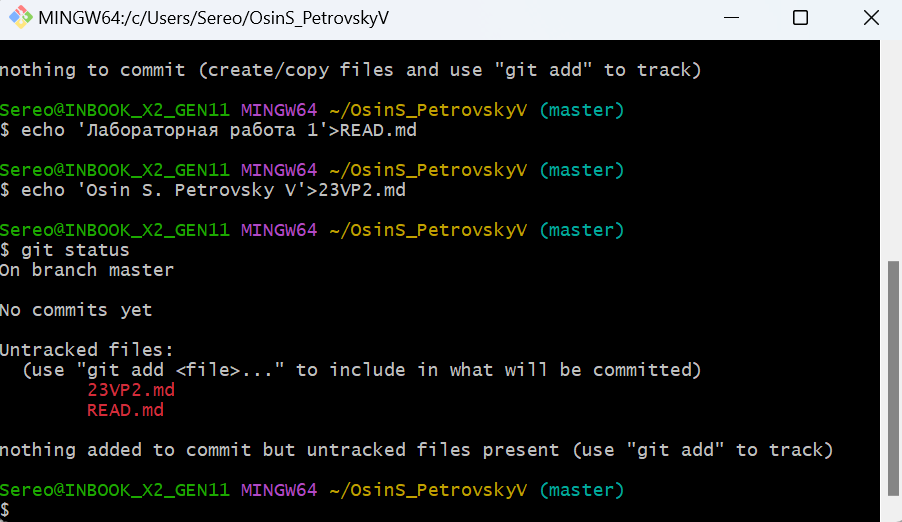 MINGW64:/c/Users/Sereo/OsinS_PetrovskyV
nothing to commit (create/copy files and use "git add" to track)
Sereo@INBOOK_X2_GEN11 MINGW64 ~/OsinS_PetrovskyV (master)
$ echo 'Лабораторная работа 1'>READ.md
Sereo@INBOOK_X2_GEN11 MINGW64 ~/OsinS_PetrovskyV (master)
$ echo 'Osin S. Petrovsky V'>23VP2.md
Sereo@INBOOK_X2_GEN11 MINGW64 ~/OsinS_PetrovskyV (master)
$ git status
On branch master
No commits yet
Untracked files:
(use "git add <file>..." to include in what will be committed)
23VP2.md
READ.md
nothing added to commit but untracked files present (use "git add" to track)
Sereo@INBOOK_X2_GEN11 MINGW64 ~/OsinS_PetrovskyV (master)
$